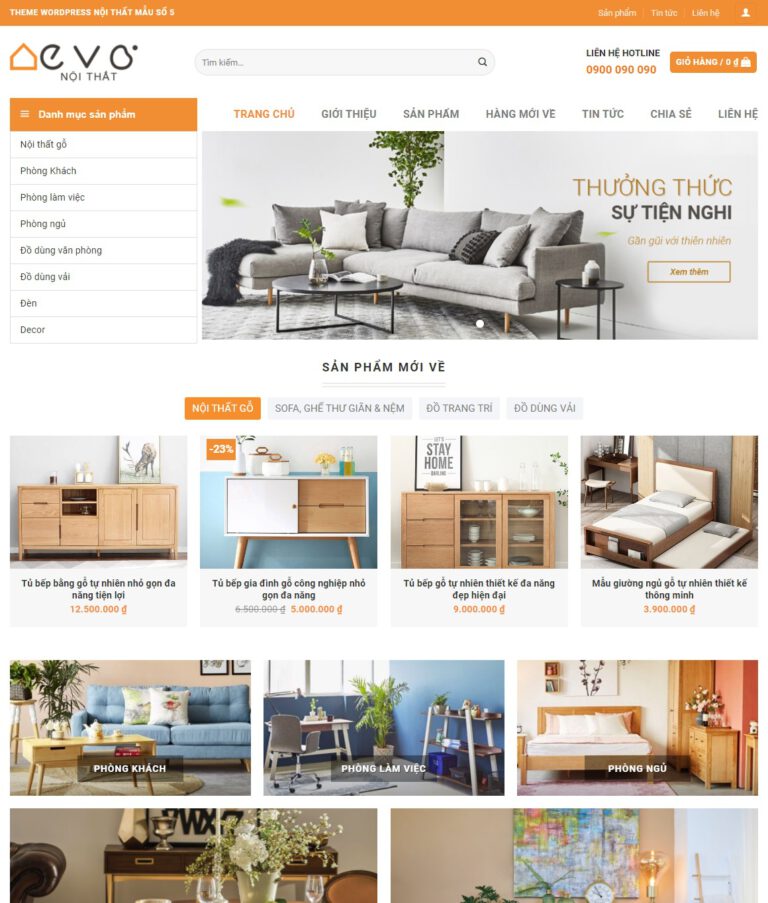 THEME WORDPRESS NỘI THẤT MẪU SỐ 5
Sản phẩm
Tin tức
Liên hệ
evo
NỘI THẤT
Tìm kiếm...
LIÊN HỆ HOTLINE
0900 090 090
GIỎ HÀNG / 0 ₫
Danh mục sản phẩm
TRANG CHỦ
GIỚI THIỆU
SẢN PHẨM
HÀNG MỚI VỀ
TIN TỨC
CHIA SẺ
LIÊN HỆ
Nội thất gỗ
Phòng Khách
Phòng làm việc
Phòng ngủ
Đồ dùng văn phòng
Đồ dùng vải
Đèn
Decor
THƯỞNG THỨC
SỰ TIỆN NGHI
Gần gũi với thiên nhiên
Xem thêm
SẢN PHẨM MỚI VỀ
NỘI THẤT GỖ
SOFA, GHẾ THƯ GIÃN & NỆM
ĐỒ TRANG TRÍ
ĐỒ DÙNG VẢI
-23%
LET'S
STAY
HOME
DARLING
Tủ bếp bằng gỗ tự nhiên nhỏ gọn đa
năng tiện lợi
12.500.000 ₫
Tủ bếp gia đình gỗ công nghiệp nhỏ
gọn đa năng
6.500.000 ₫ 5.000.000 ₫
Tủ bếp gỗ tự nhiên thiết kế đa năng
đẹp hiện đại
9.000.000 ₫
Mẫu giường ngủ gỗ tự nhiên thiết kế
thông minh
3.900.000 ₫
PHÒNG KHÁCH
PHÒNG LÀM VIỆC
PHÒNG NGỦ